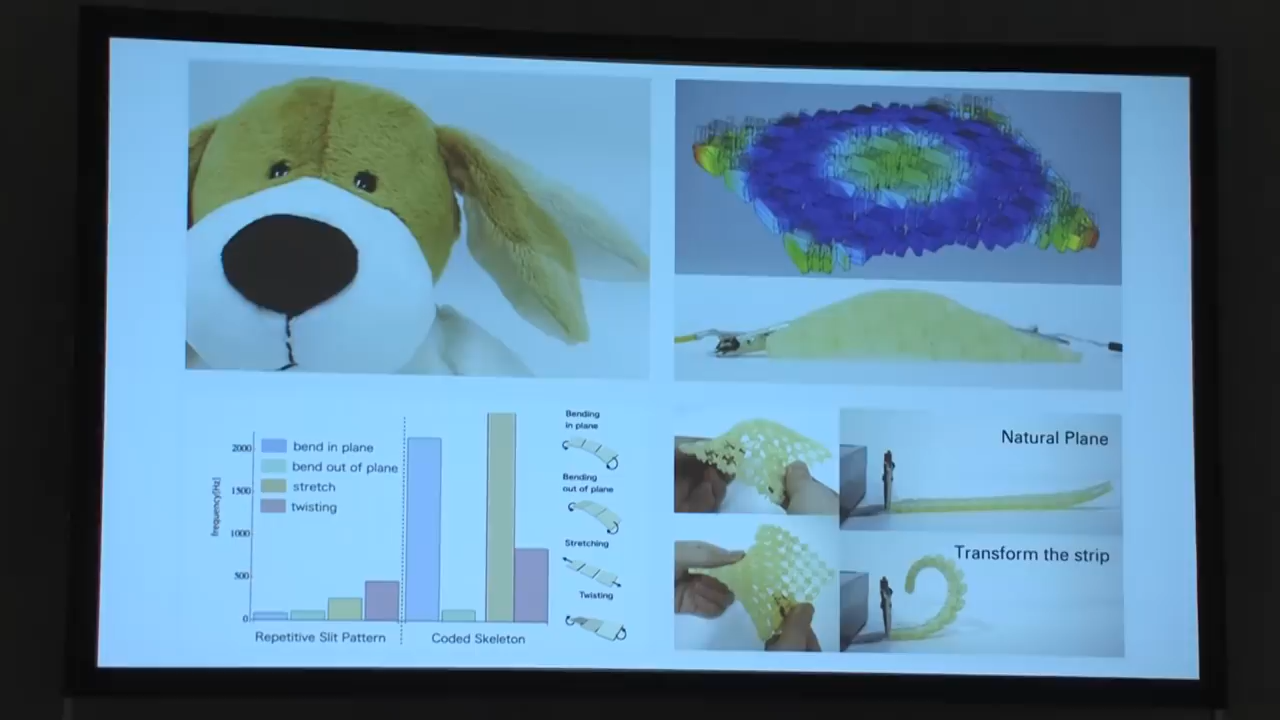 2000
1500
1000
500
0
frequency[Hz]
bend in plane
bend out of plane
stretch
twisting
Repetitive Slit Pattern
Coded Skeleton
Bending
in plane
Bending
out of plane
Stretching
Twisting
Natural Plane
Transform the strip